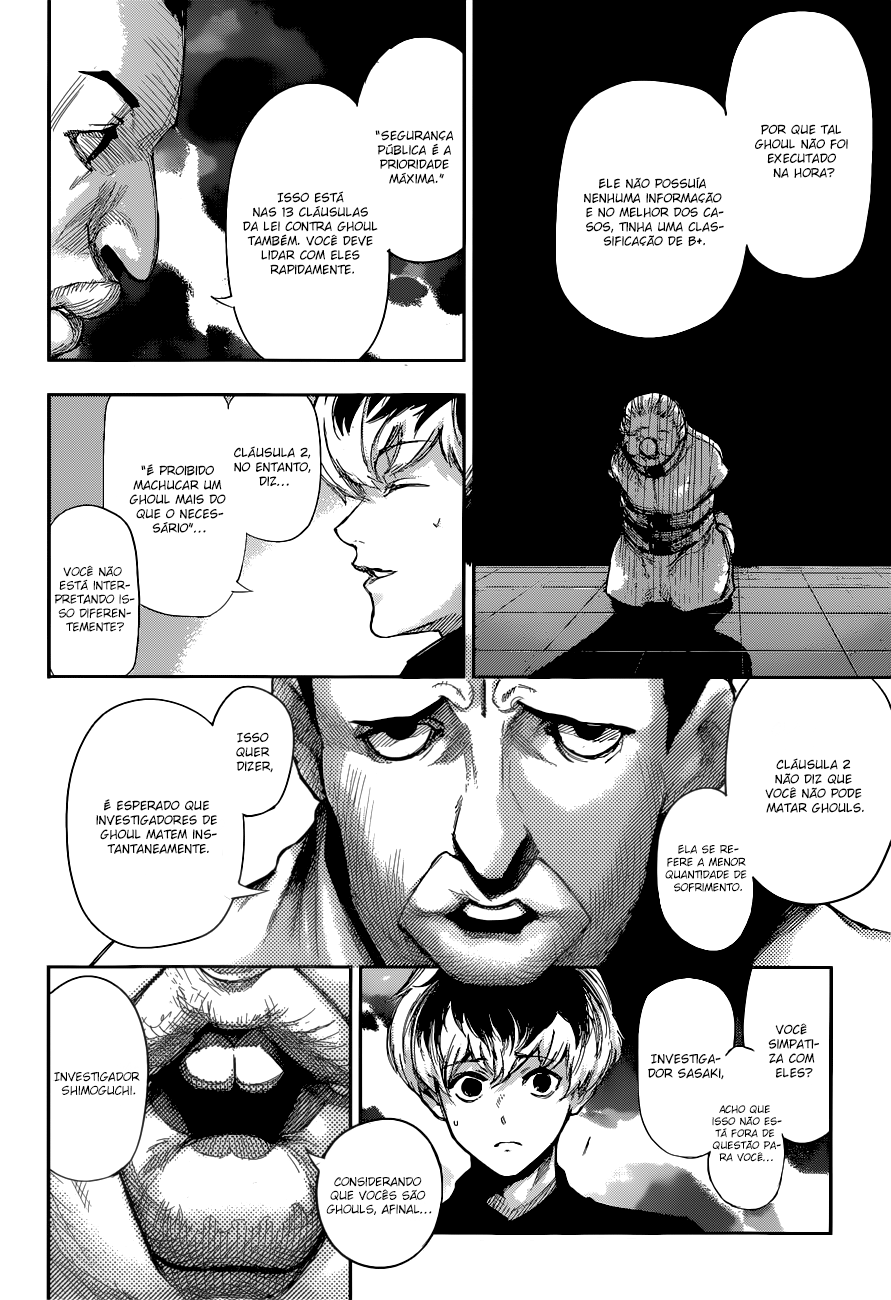 POR QUE TAL
GHOUL NÃO FOI
EXECUTADO
NA HORA?
ELE NÃO POSSUÍA
NENHUMA INFORMAÇÃO
E NO MELHOR DOS CA-
SOS, TINHA UMA CLAS-
SIFICAÇÃO DE B+.
"SEGURANÇA
PÚBLICA É A
PRIORIDADE
MÁXIMA."
ISSO ESTÁ
NAS 13 CLÁUSULAS
DA LEI CONTRA GHOUL
TAMBÉM. VOCÊ DEVE
LIDAR COM ELES
RAPIDAMENTE.
CLÁUSULA 2,
NO ENTANTO,
DIZ...
"É PROIBIDO
MACHUCAR UM
GHOUL MAIS DO
QUE O NECES-
SÁRIO"...
VOCÊ NÃO
ESTÁ INTER-
PRETANDO IS-
SO DIFEREN-
TEMENTE?
CLÁUSULA 2
NÃO DIZ QUE
VOCÊ NÃO PODE
MATAR GHOULS.
ELA SE RE-
FERE A MENOR
QUANTIDADE DE
SOFRIMENTO.
ISSO
QUER
DIZER,
É ESPERADO QUE
INVESTIGADORES DE
GHOUL MATEM INS-
TANTANEAMENTE.
VOCÊ
SIMPATI-
ZA COM
ELES?
INVESTIGA-
DOR SASAKI,
ACHO QUE
ISSO NÃO ES-
TÁ FORA DE
QUESTÃO PA-
RA VOCÊ...
CONSIDERANDO
QUE VOCÊS SÃO
GHOULS, AFINAL...
INVESTIGADOR
SHIMOGUCHI.